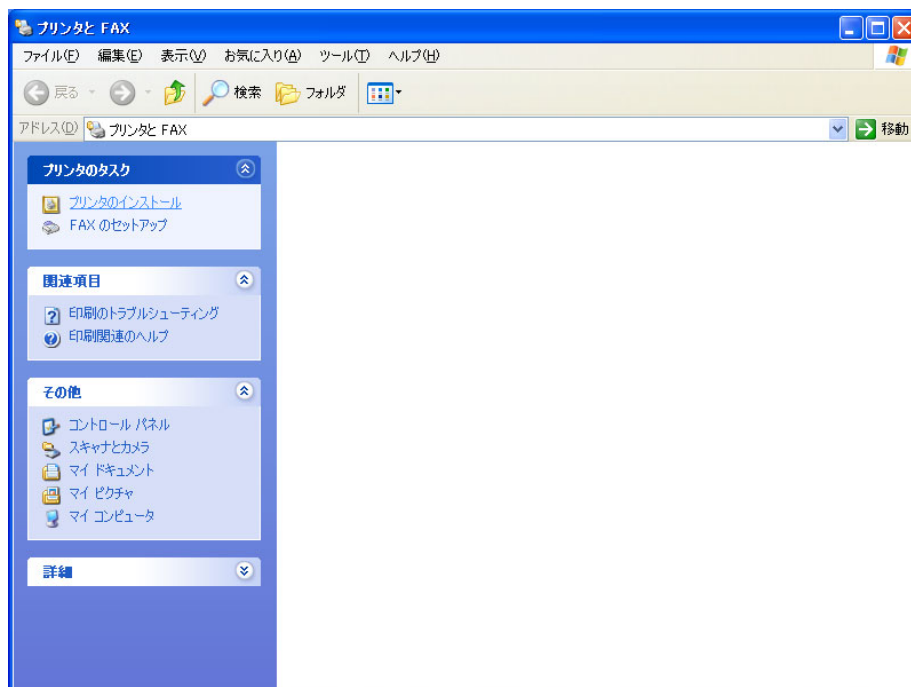 プリンタと FAX
ファイル(F) 編集(E) 表示(V) お気に入り(A) ツール(T) ヘルプ(H)
戻る 検索 フォルダ
アドレス(D) プリンタと FAX 移動
プリンタのタスク
プリンタのインストール
FAX のセットアップ
関連項目
印刷のトラブルシューティング
印刷関連のヘルプ
その他
コントロール パネル
スキャナとカメラ
マイ ドキュメント
マイ ピクチャ
マイ コンピュータ
詳細